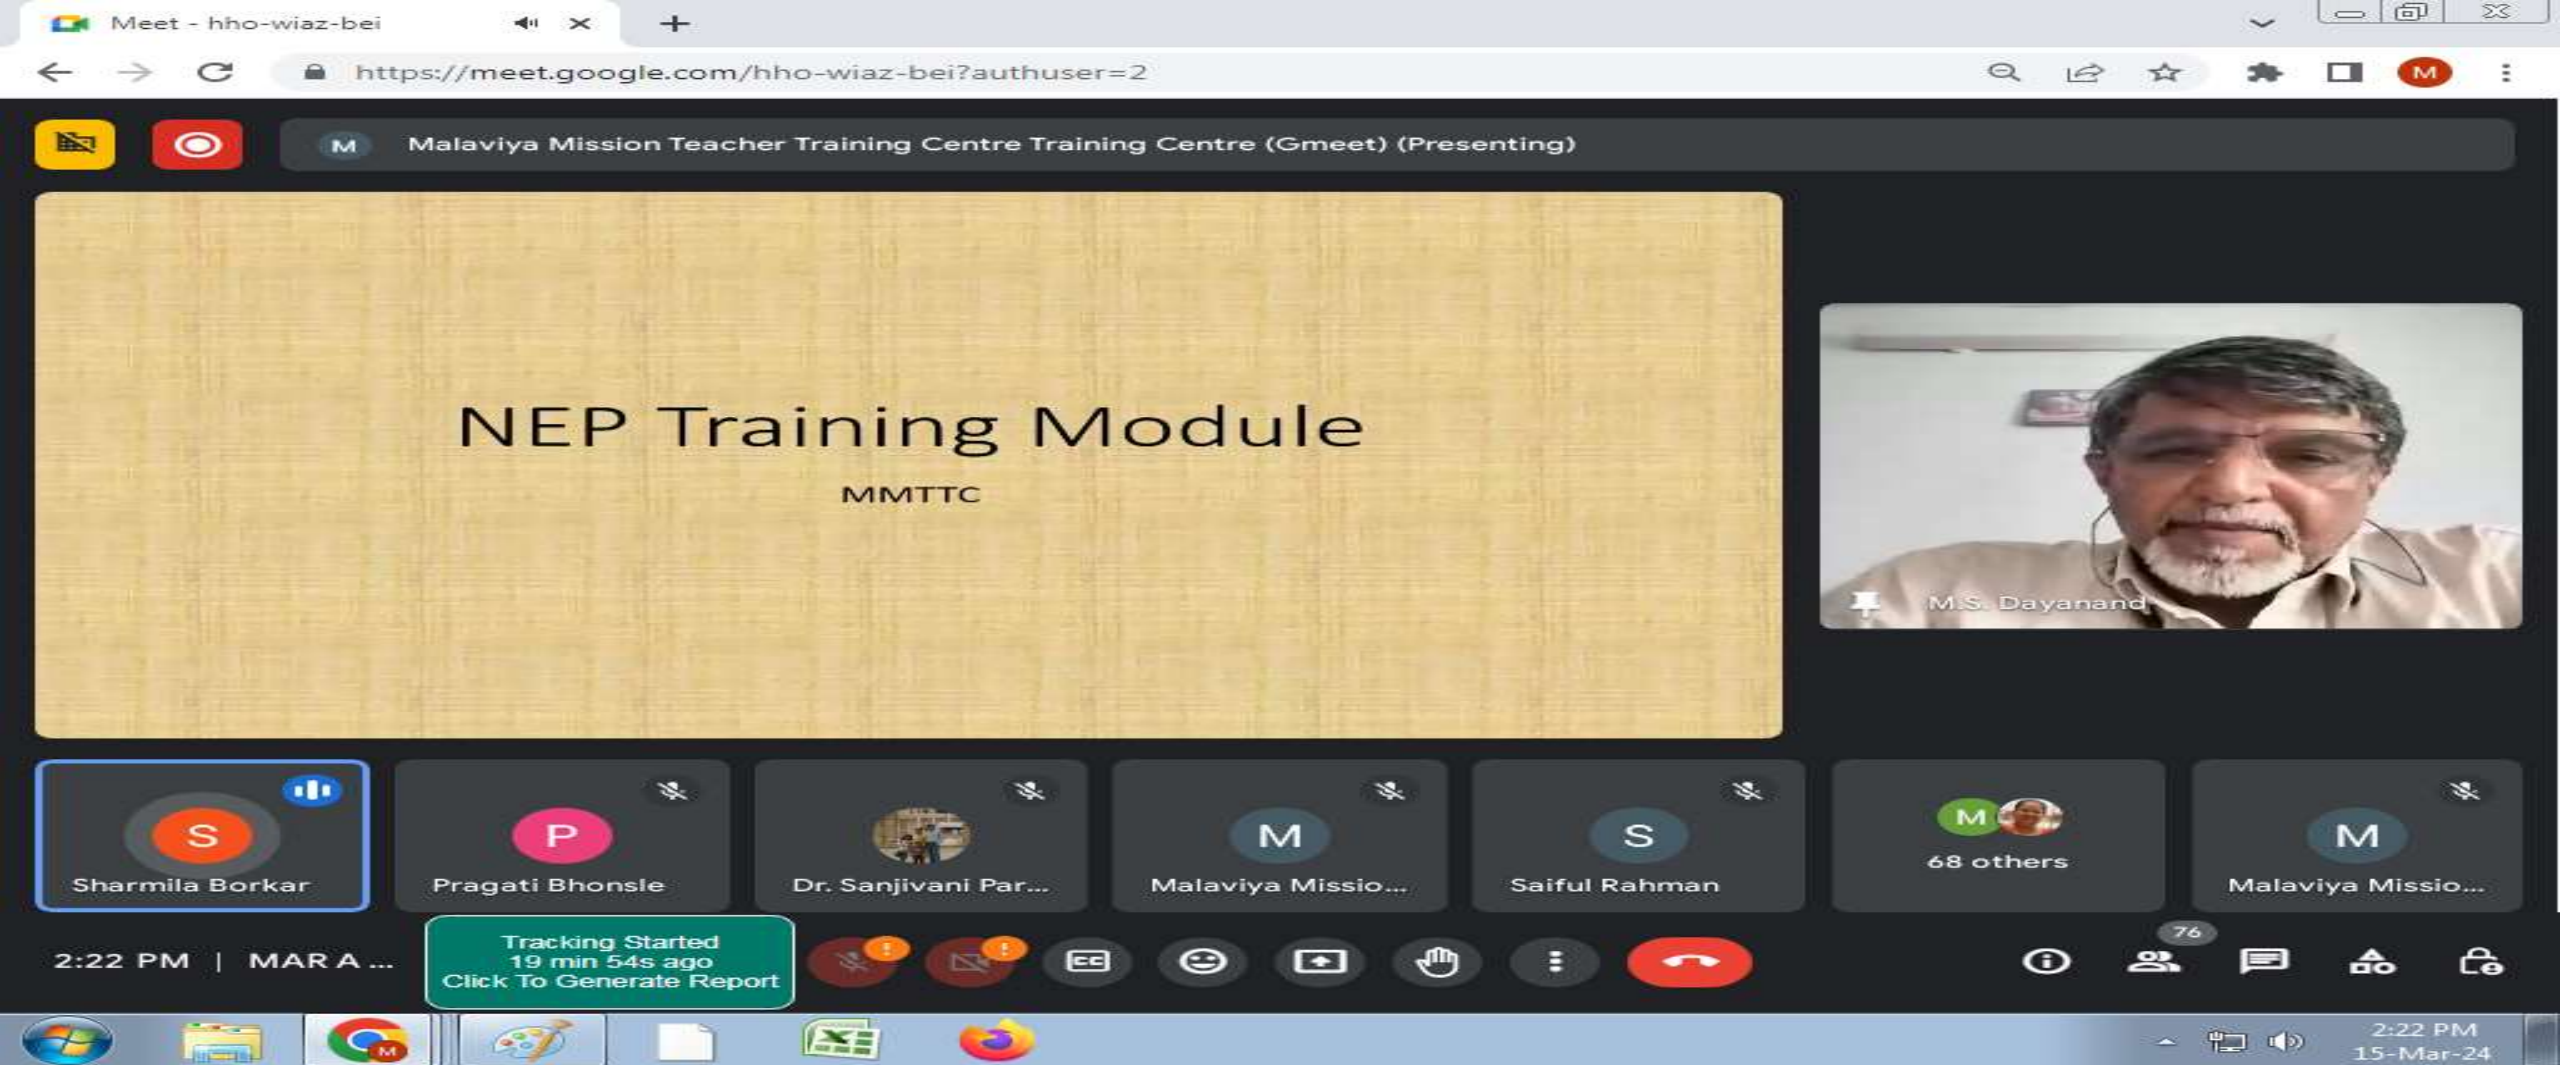 Meet - hho-wiaz-bei
https://meet.google.com/hho-wiaz-bei?authuser=2
M
M
Malaviya Mission Teacher Training Centre Training Centre (Gmeet) (Presenting)
NEP Training Module
MMTTC
M.S. Dayanand
S
Sharmila Borkar
P
Pragati Bhonsle
Dr. Sanjivani Par...
M
Malaviya Missio...
S
Saiful Rahman
M
68 others
M
Malaviya Missio...
2:22 PM | MAR A ...
Tracking Started
19 min 54s ago
Click To Generate Report
CC
76
M
2:22 PM
15-Mar-24